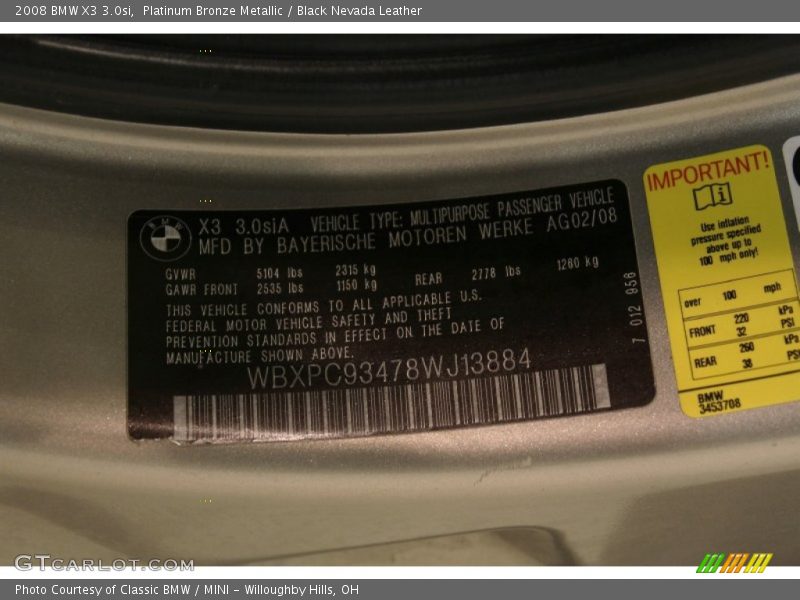 2008 BMW X3 3.0si, Platinum Bronze Metallic / Black Nevada Leather
BMW
X3 3.0siA VEHICLE TYPE: MULTIPURPOSE PASSENGER VEHICLE
MFD BY BAYERISCHE MOTOREN WERKE AG02/08
GVWR 5104 lbs 2315 kg
GAWR FRONT 2535 lbs 1150 kg REAR 2778 lbs 1260 kg
THIS VEHICLE CONFORMS TO ALL APPLICABLE U.S.
FEDERAL MOTOR VEHICLE SAFETY AND THEFT
PREVENTION STANDARDS IN EFFECT ON THE DATE OF
MANUFACTURE SHOWN ABOVE.
WBXPC93478WJ13884
7 012 956
IMPORTANT!
i
Use inflation
pressure specified
above up to
100 mph only!
over 100 mph
FRONT 220 kPa
32 PSI
REAR 260 kPa
38 PSI
BMW
3453708
GTcarlot.com
Photo Courtesy of Classic BMW / MINI - Willoughby Hills, OH